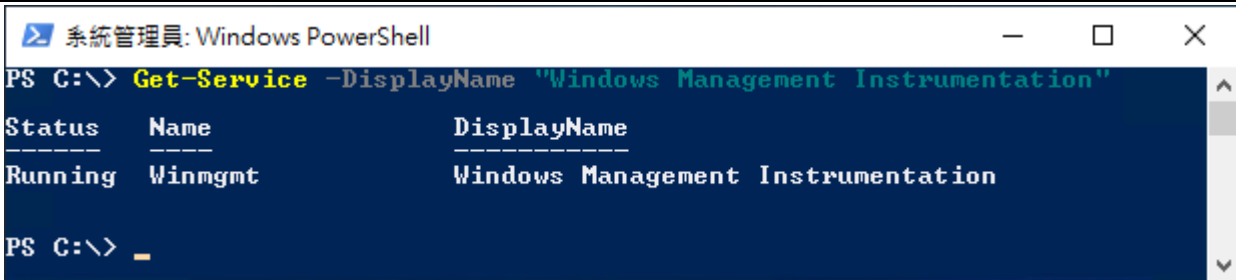 系統管理員: Windows PowerShell
PS C:\> Get-Service -DisplayName "Windows Management Instrumentation"
Status Name DisplayName
------ ---- -----------
Running Winmgmt Windows Management Instrumentation
PS C:\> _